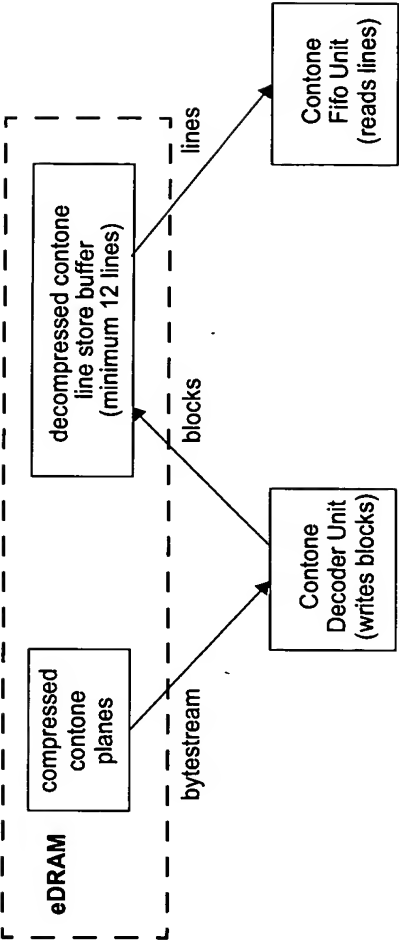 eDRAM
compressed
contone
planes
decompressed contone
line store buffer
(minimum 12 lines)
bytestream
blocks
lines
Contone
Decoder Unit
(writes blocks)
Contone
Fifo Unit
(reads lines)